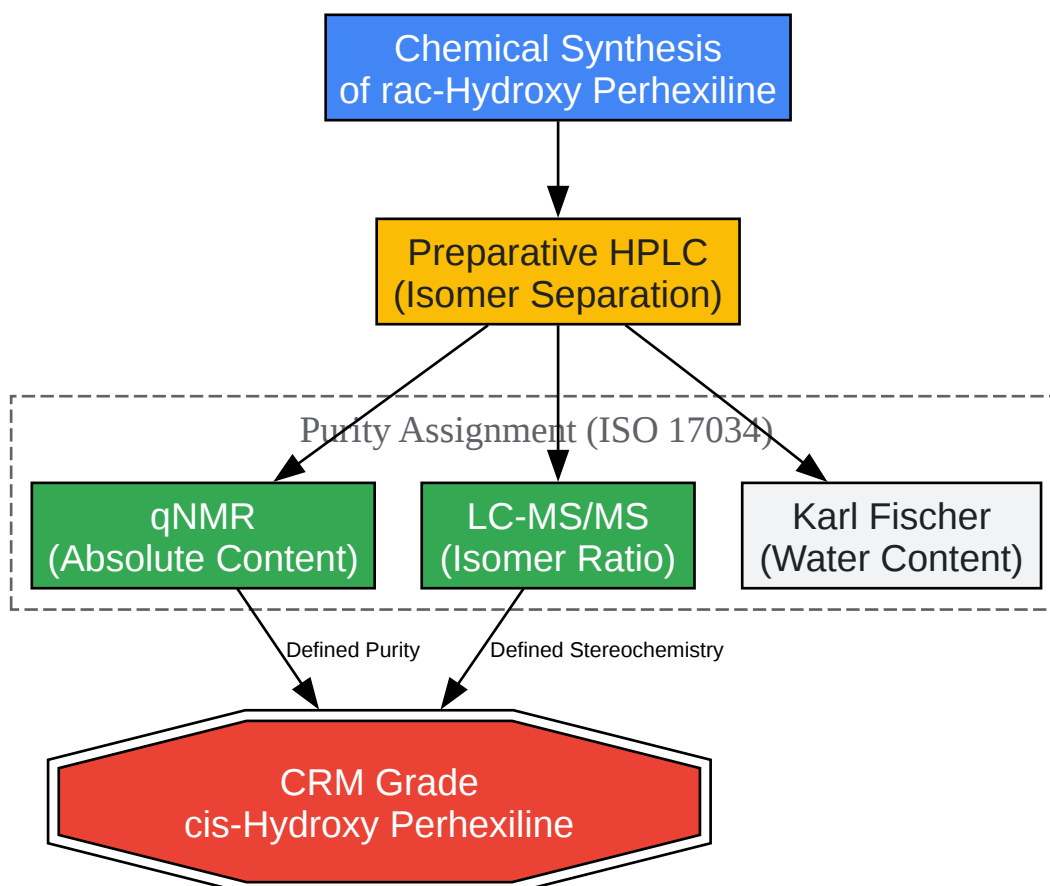 Chemical Synthesis
of rac-Hydroxy Perhexiline
Preparative HPLC
(Isomer Separation)
Purity Assignment (ISO 17034)
qNMR
(Absolute Content)
LC-MS/MS
(Isomer Ratio)
Karl Fischer
(Water Content)
Defined Purity
Defined Stereochemistry
CRM Grade
cis-Hydroxy Perhexiline